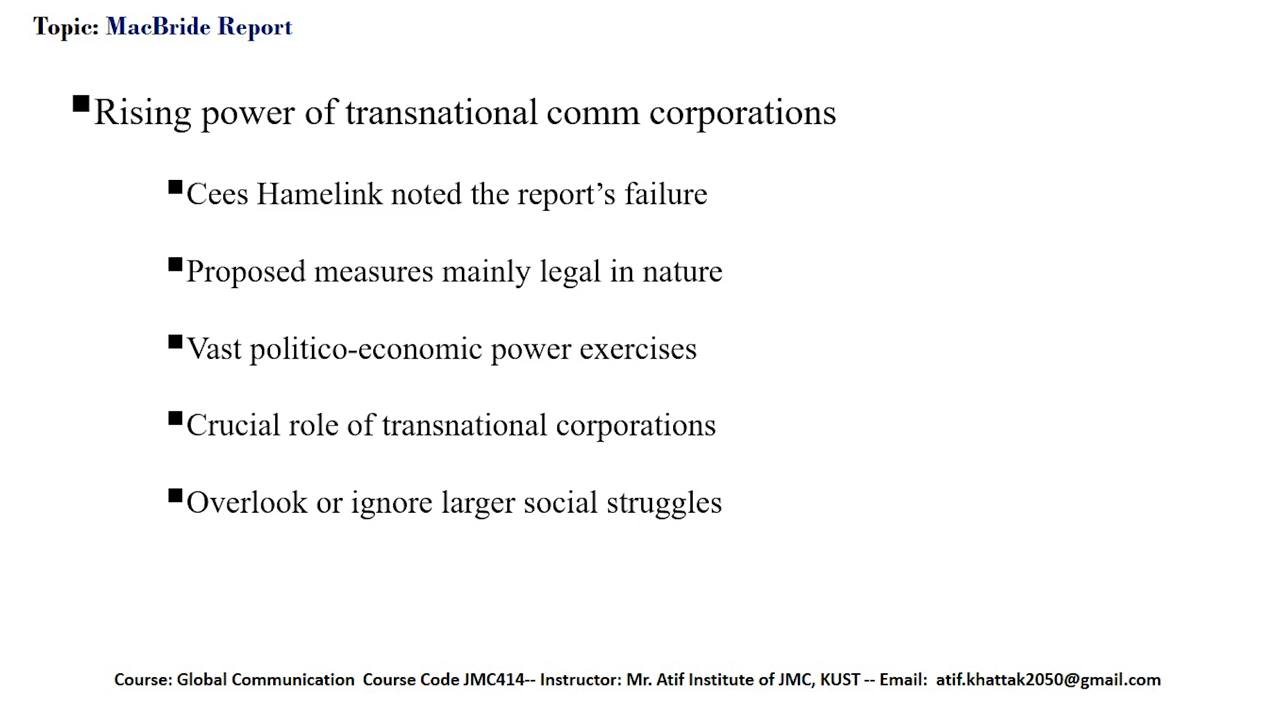 Topic: MacBride Report
▪Rising power of transnational comm corporations
▪Cees Hamelink noted the report’s failure
▪Proposed measures mainly legal in nature
▪Vast politico-economic power exercises
▪Crucial role of transnational corporations
▪Overlook or ignore larger social struggles
Course: Global Communication Course Code JMC414-- Instructor: Mr. Atif Institute of JMC, KUST -- Email: atif.khattak2050@gmail.com